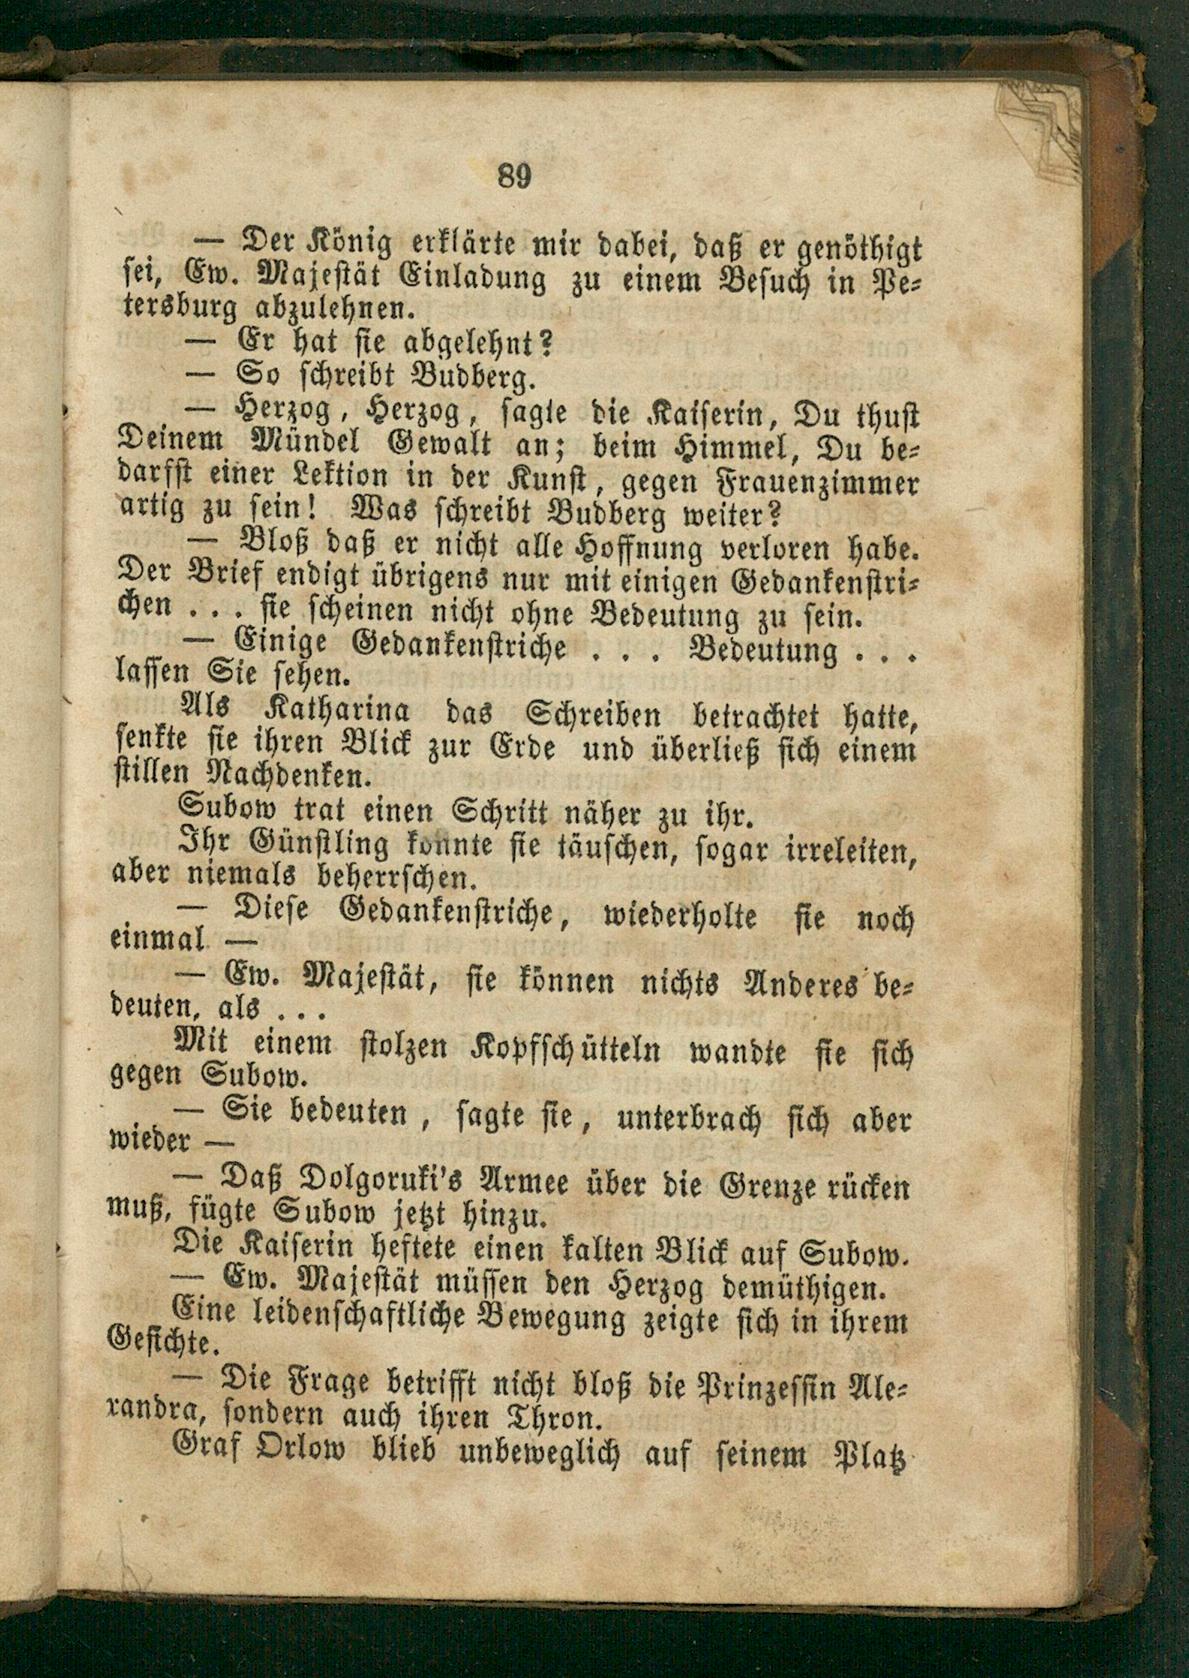 89
— Der König erklärte mir dabei, daß er genöthigt
sei, Ew. Majestät Einladung zu einem Besuch in Pe-
tersburg abzulehnen.
— Er hat sie abgelehnt?
— So schreibt Budberg.
— Herzog, Herzog, sagte die Kaiserin, Du thust
Deinem Mündel Gewalt an; beim Himmel, Du be-
darfst einer Lektion in der Kunst, gegen Frauenzimmer
artig zu sein! Was schreibt Budberg weiter?
— Bloß daß er nicht alle Hoffnung verloren habe.
Der Brief endigt übrigens nur mit einigen Gedankenstri-
chen . . . sie scheinen nicht ohne Bedeutung zu sein.
— Einige Gedankenstriche . . . Bedeutung . . .
lassen Sie sehen.
Als Katharina das Schreiben betrachtet hatte,
senkte sie ihren Blick zur Erde und überließ sich einem
stillen Nachdenken.
Subow trat einen Schritt näher zu ihr.
Ihr Günstling konnte sie täuschen, sogar irreleiten,
aber niemals beherrschen.
— Diese Gedankenstriche, wiederholte sie noch
einmal —
— Ew. Majestät, sie können nichts Anderes be-
deuten, als . . .
Mit einem stolzen Kopfschütteln wandte sie sich
gegen Subow.
— Sie bedeuten, sagte sie, unterbrach sich aber
wieder —
— Daß Dolgoruki's Armee über die Grenze rücken
muß, fügte Subow jetzt hinzu.
Die Kaiserin heftete einen kalten Blick auf Subow.
— Ew. Majestät müssen den Herzog demüthigen.
Eine leidenschaftliche Bewegung zeigte sich in ihrem
Gesichte.
— Die Frage betrifft nicht bloß die Prinzessin Ale-
xandra, sondern auch ihren Thron.
Graf Orlow blieb unbeweglich auf seinem Platz